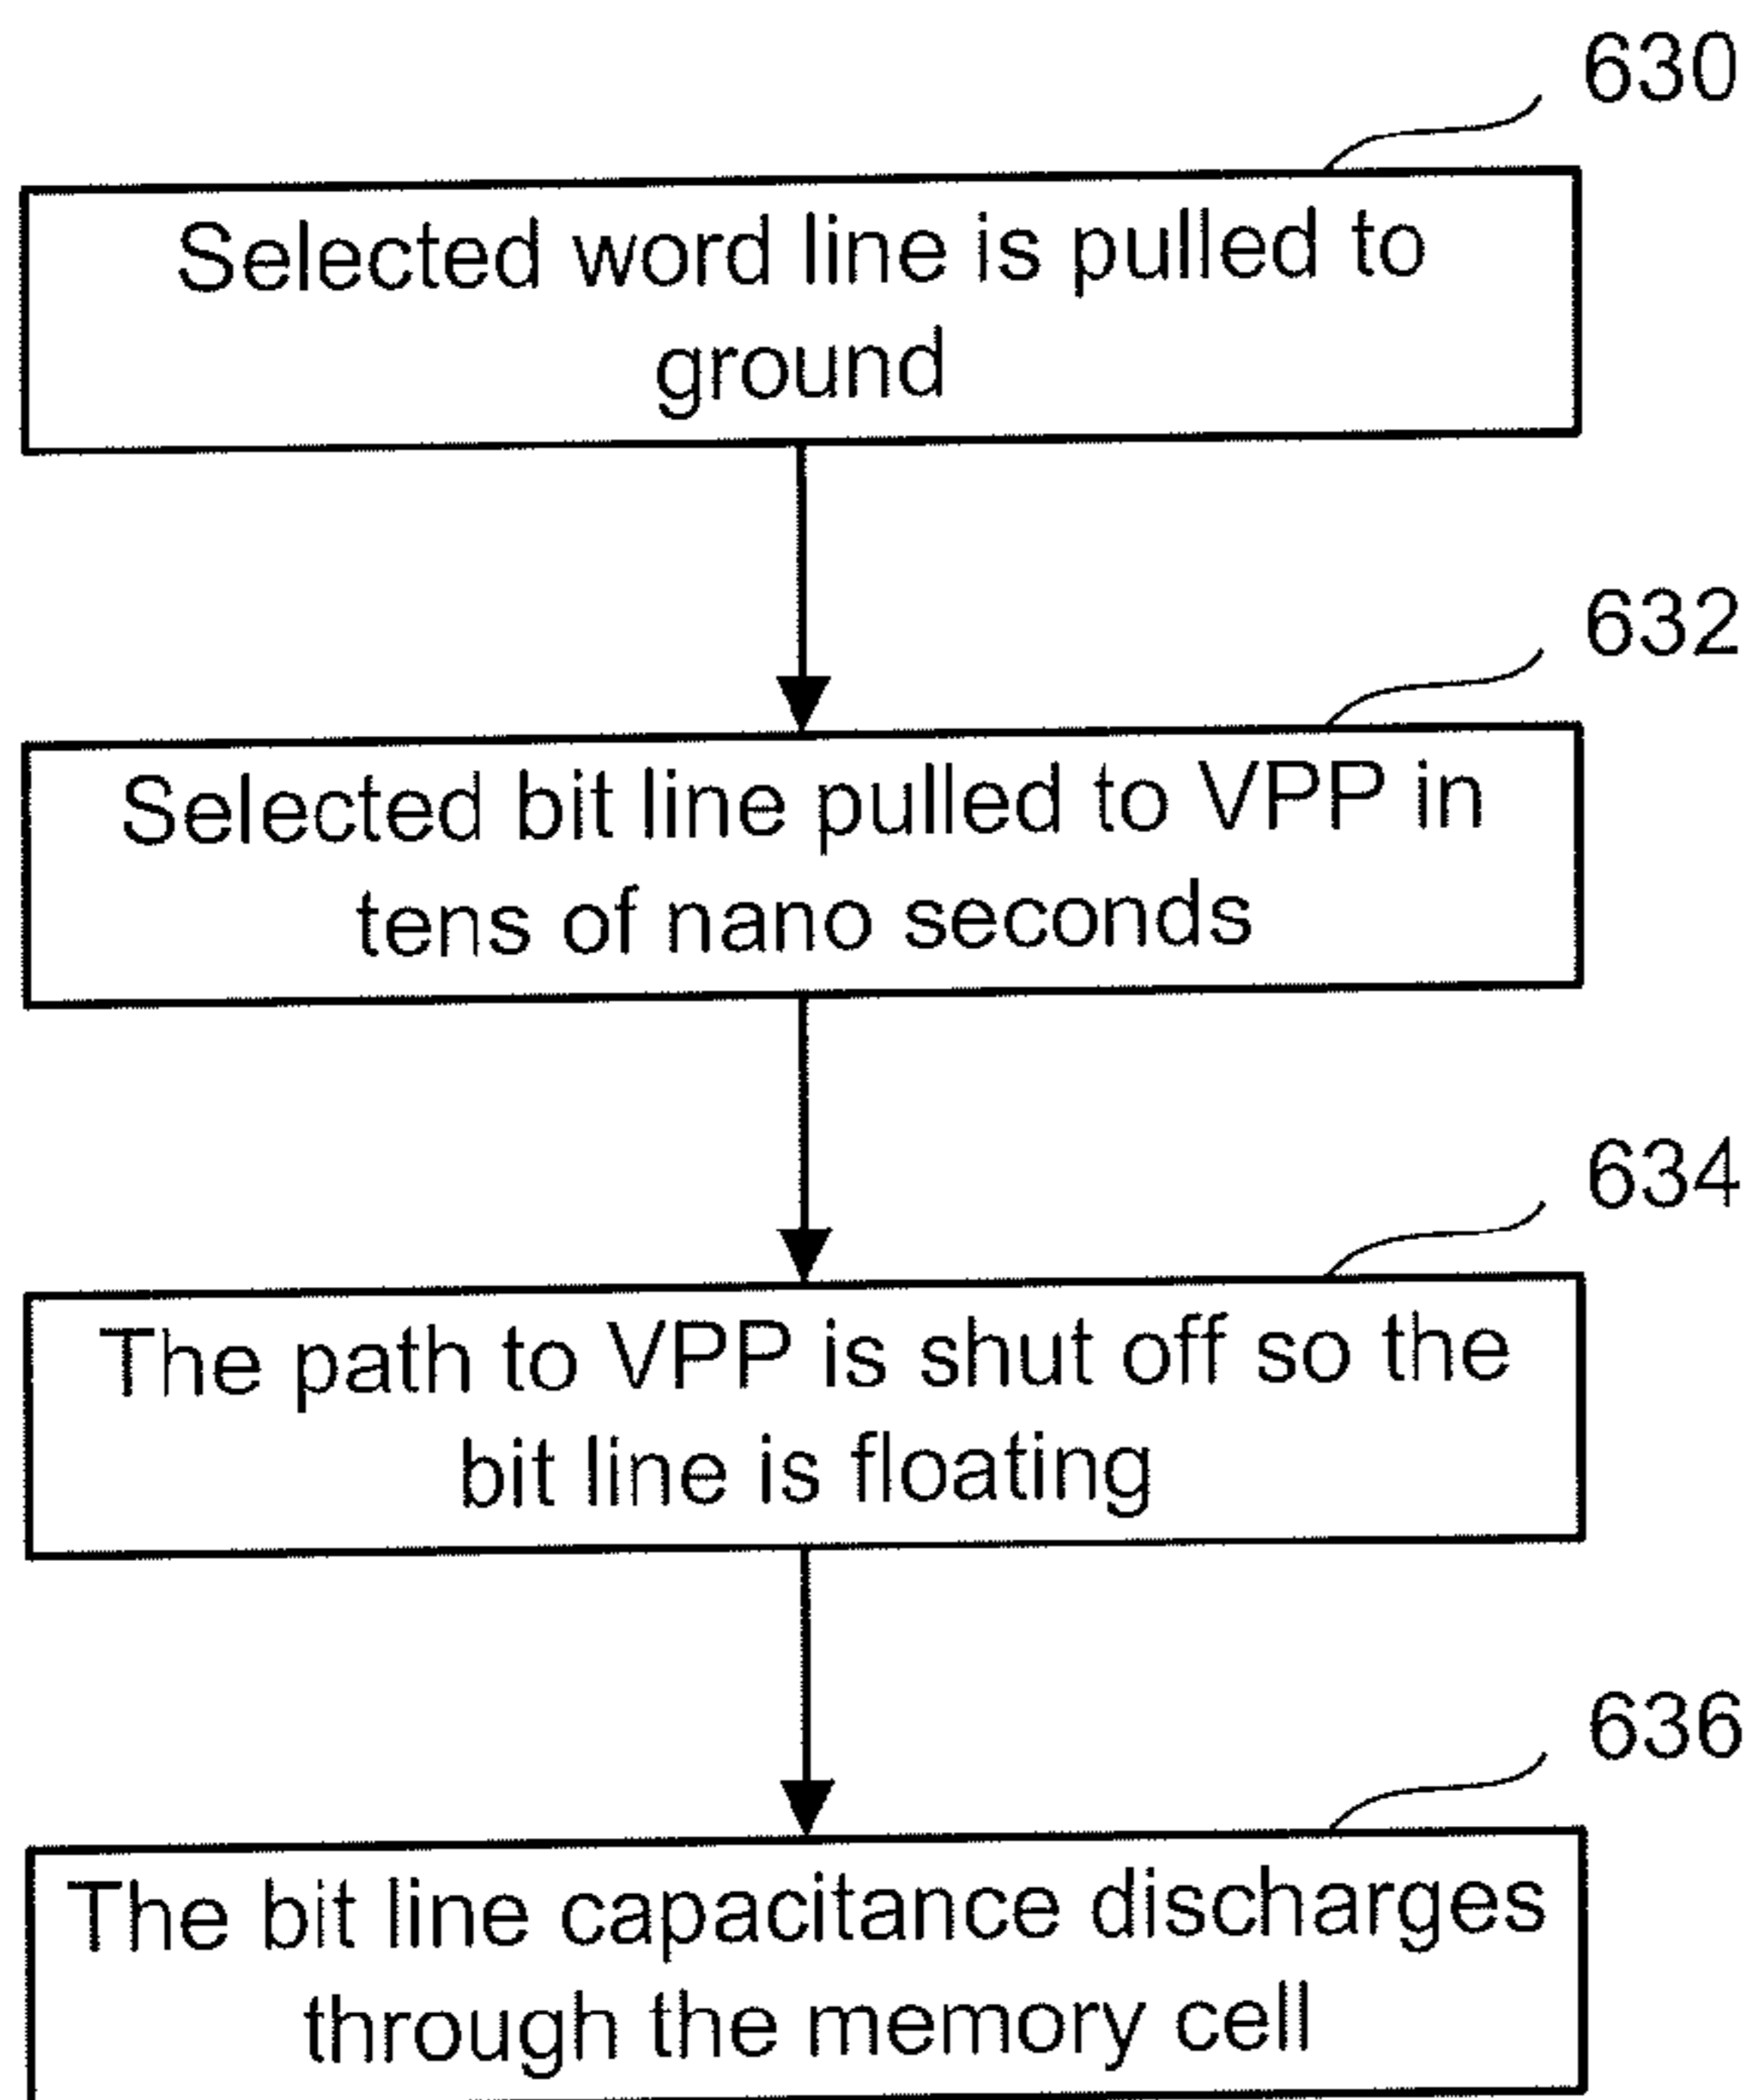 630
Selected word line is pulled to
ground
632
Selected bit line pulled to VPP in
tens of nano seconds
634
The path to VPP is shut off so the
bit line is floating
636
The bit line capacitance discharges
through the memory cell